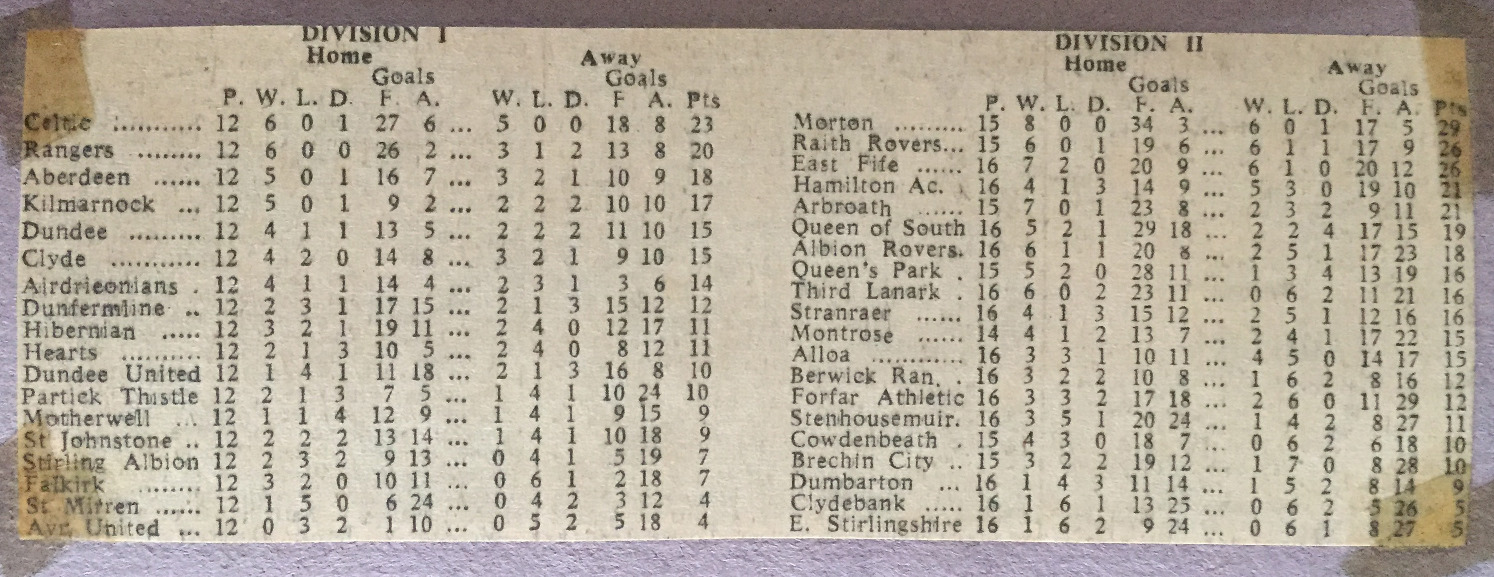 DIVISION I
Home Away
Goals Goals
P. W. L. D. F. A. W. L. D. F A. Pts
Celtic ........... 12 6 0 1 27 6 ... 5 0 0 18 8 23
Rangers ........ 12 6 0 0 26 2 ... 3 1 2 13 8 20
Aberdeen ...... 12 5 0 1 16 7 ... 3 2 1 10 9 18
Kilmarnock ... 12 5 0 1 9 2 ... 2 2 2 10 10 17
Dundee ......... 12 4 1 1 13 5 ... 2 2 2 11 10 15
Clyde ........... 12 4 2 0 14 8 ... 3 2 1 9 10 15
Airdrieonians . 12 4 1 1 14 4 ... 2 3 1 3 6 14
Dunfermline .. 12 2 3 1 17 15 ... 2 1 3 15 12 12
Hibernian ..... 12 3 2 1 19 11 ... 2 4 0 12 17 11
Hearts .......... 12 2 1 3 10 5 ... 2 4 0 8 12 11
Dundee United 12 1 4 1 11 18 ... 2 1 3 16 8 10
Partick Thistle 12 2 1 3 7 5 ... 1 4 1 10 24 10
Motherwell ... 12 1 1 4 12 9 ... 1 4 1 9 15 9
St Johnstone .. 12 2 2 2 13 14 ... 1 4 1 10 18 9
Stirling Albion 12 2 3 2 9 13 ... 0 4 1 5 19 7
Falkirk ........ 12 3 2 0 10 11 ... 0 6 1 2 18 7
St Mirren ...... 12 1 5 0 6 24 ... 0 4 2 3 12 4
Ayr United ... 12 0 3 2 1 10 ... 0 5 2 5 18 4
DIVISION II
Home Away
Goals Goals
P. W. L. D. F. A. W. L. D. F. A. Pts
Morton ......... 15 8 0 0 34 3 ... 6 0 1 17 5 29
Raith Rovers... 15 6 0 1 19 6 ... 6 1 1 17 9 26
East Fife ...... 16 7 2 0 20 9 ... 6 1 0 20 12 26
Hamilton Ac. . 16 4 1 3 14 9 ... 5 3 0 19 10 21
Arbroath ...... 15 7 0 1 23 8 ... 2 3 2 9 11 21
Queen of South 16 5 2 1 29 18 ... 2 2 4 17 15 19
Albion Rovers. 16 6 1 1 20 8 ... 2 5 1 17 23 18
Queen's Park . 15 5 2 0 28 11 ... 1 3 4 13 19 16
Third Lanark . 16 6 0 2 23 11 ... 0 6 2 11 21 16
Stranraer ...... 16 4 1 3 15 12 ... 2 5 1 12 16 16
Montrose ...... 14 4 1 2 13 7 ... 2 4 1 17 22 15
Alloa ............ 16 3 3 1 10 11 ... 4 5 0 14 17 15
Berwick Ran. . 16 3 2 2 10 8 ... 1 6 2 8 16 12
Forfar Athletic 16 3 3 2 17 18 ... 2 6 0 11 29 12
Stenhousemuir. 16 3 5 1 20 24 ... 1 4 2 8 27 11
Cowdenbeath . 15 4 3 0 18 7 ... 0 6 2 6 18 10
Brechin City .. 15 3 2 2 19 12 ... 1 7 0 8 28 10
Dumbarton .... 16 1 4 3 11 14 ... 1 5 2 8 14 9
Clydebank .... 16 1 6 1 13 25 ... 0 6 2 5 26 5
E. Stirlingshire 16 1 6 2 9 24 ... 0 6 1 8 27 5